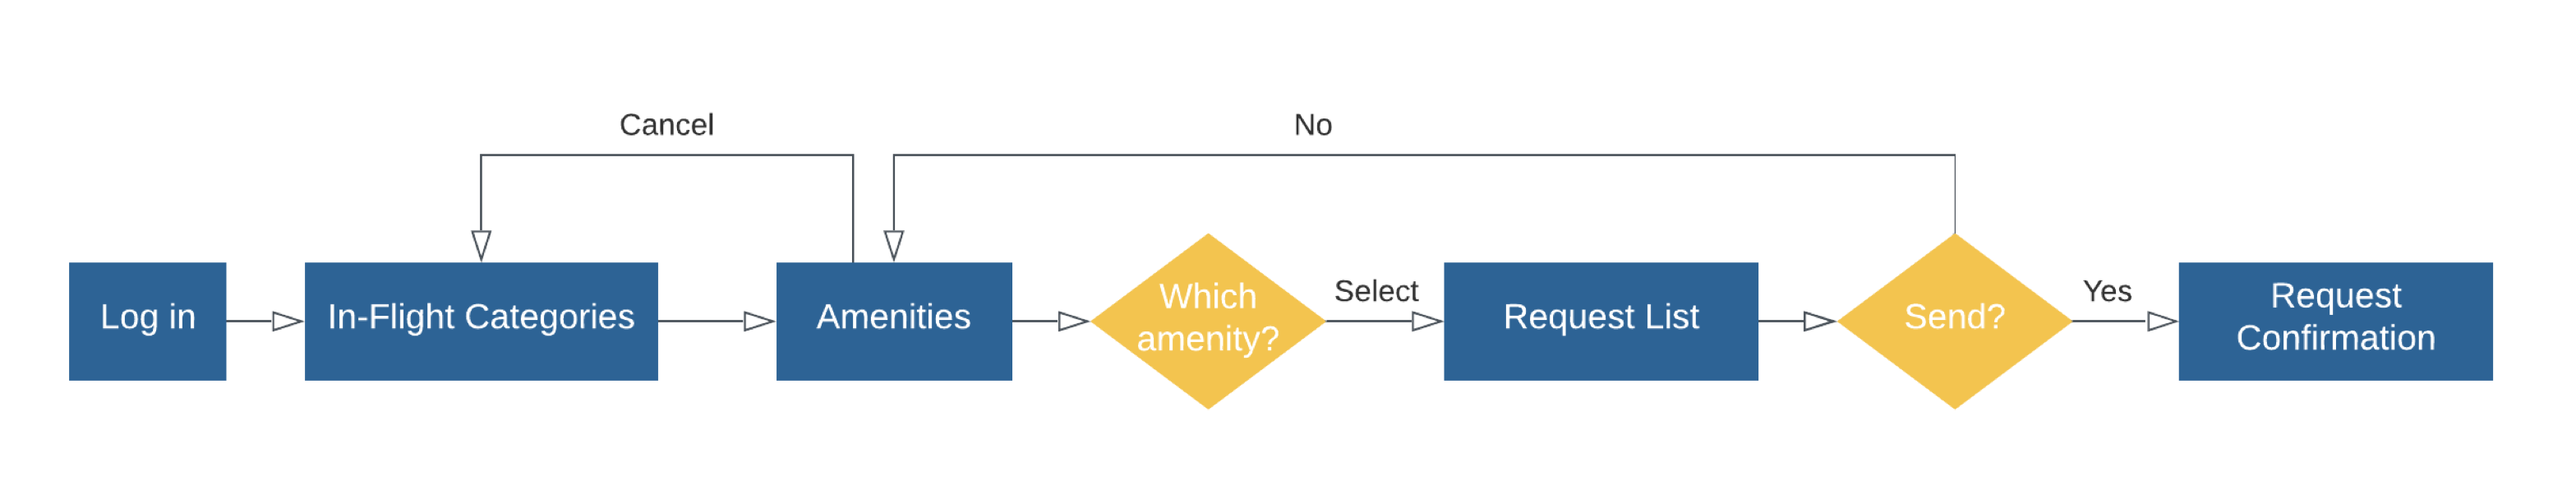 Cancel
No
Log in
In-Flight Categories
Amenities
Which
amenity?
Select
Request List
Send?
Yes
Request
Confirmation